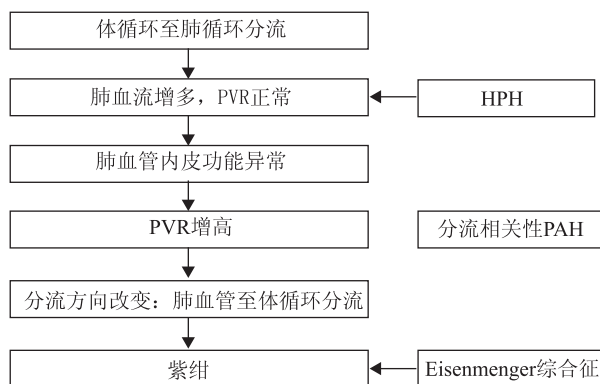 体循环至肺循环分流
肺血流增多，PVR正常
HPH
肺血管内皮功能异常
PVR增高
分流相关性PAH
分流方向改变：肺血管至体循环分流
紫绀
Eisenmenger综合征